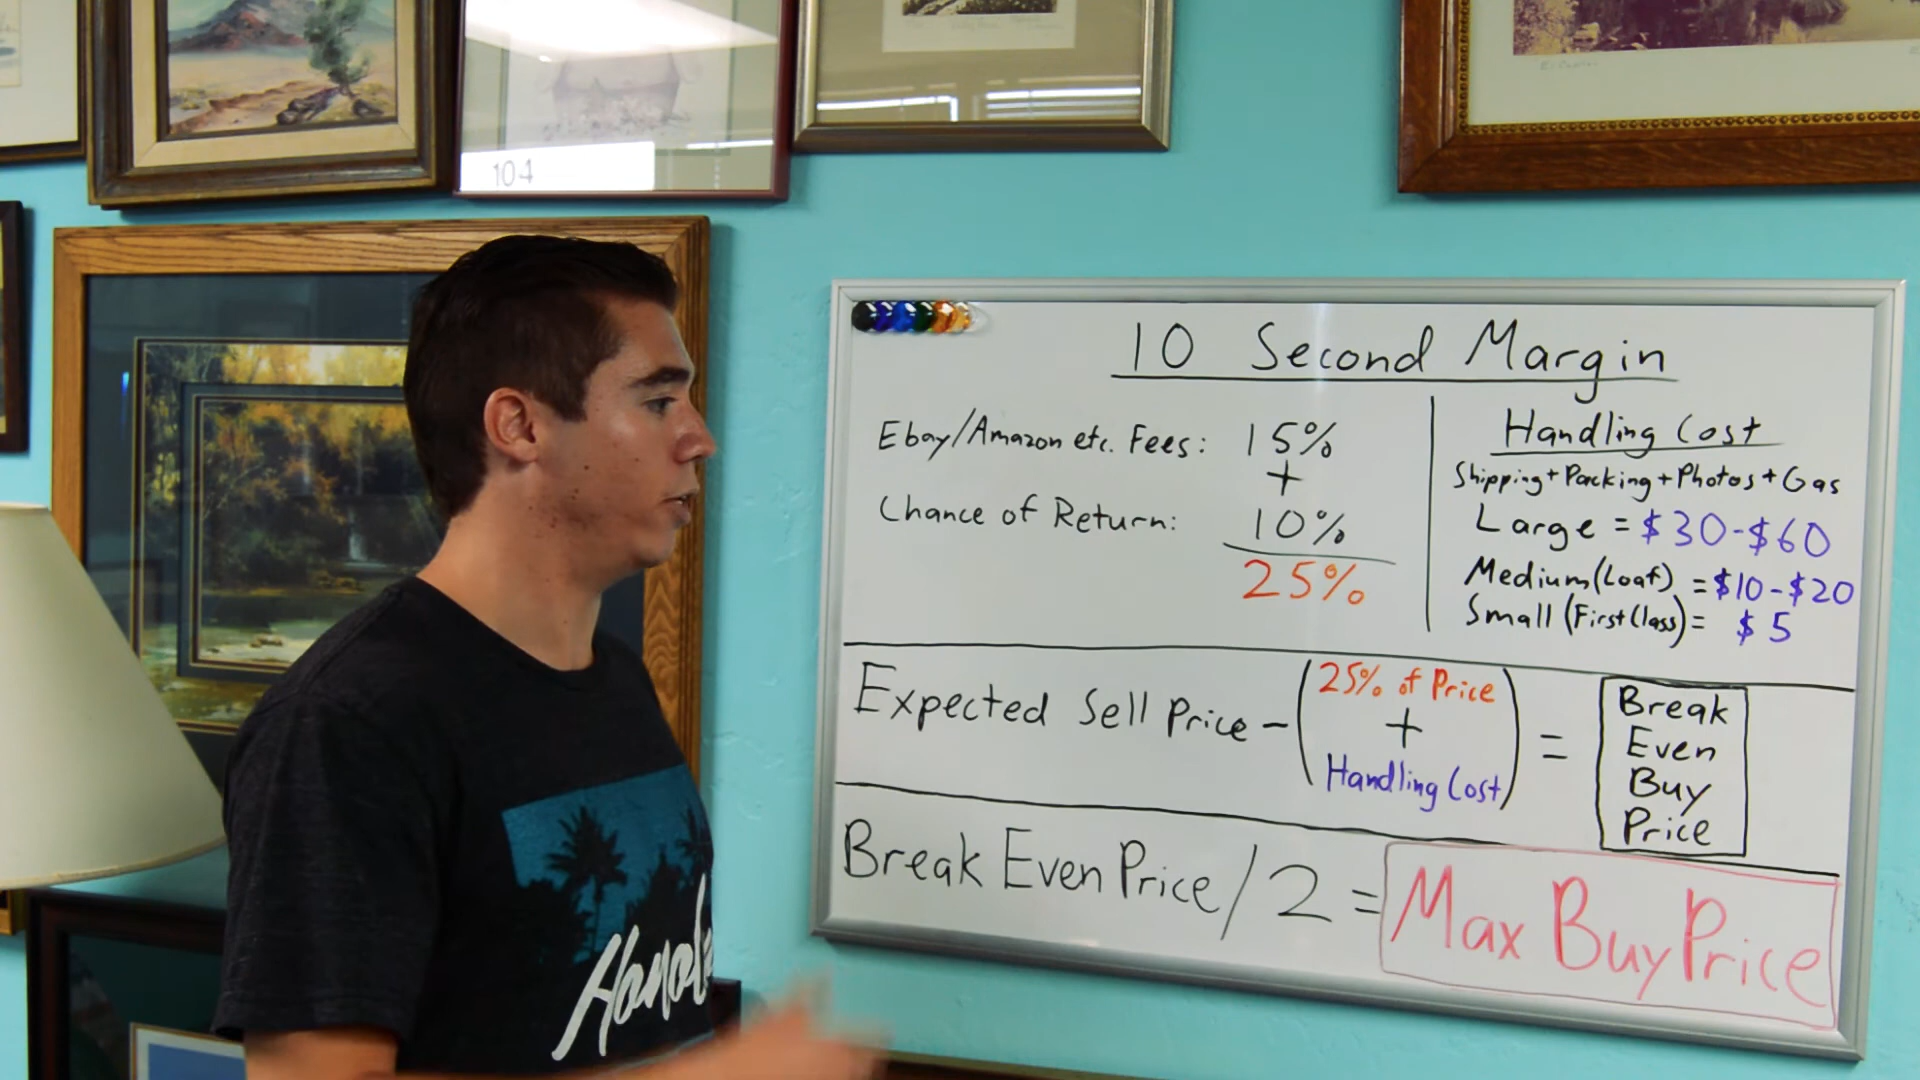 104
10 Second Margin
Ebay/Amazon etc. Fees: 15%
+
Chance of Return: 10%
25%
Handling Cost
Shipping+Packing+Photos+Gas
Large = $30-$60
Medium (Loaf) = $10-$20
Small (First Class) = $5
Expected Sell Price - (25% of Price + Handling Cost) =
Break
Even
Buy
Price
Break Even Price / 2 = Max Buy Price